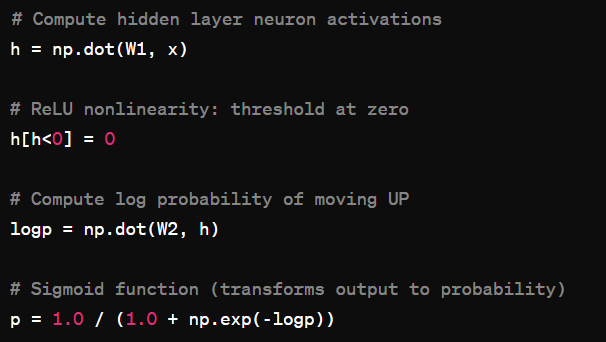 # Compute hidden layer neuron activations
h = np.dot(W1, x)
# ReLU nonlinearity: threshold at zero
h[h<0] = 0
# Compute log probability of moving UP
logp = np.dot(W2, h)
# Sigmoid function (transforms output to probability)
p = 1.0 / (1.0 + np.exp(-logp))